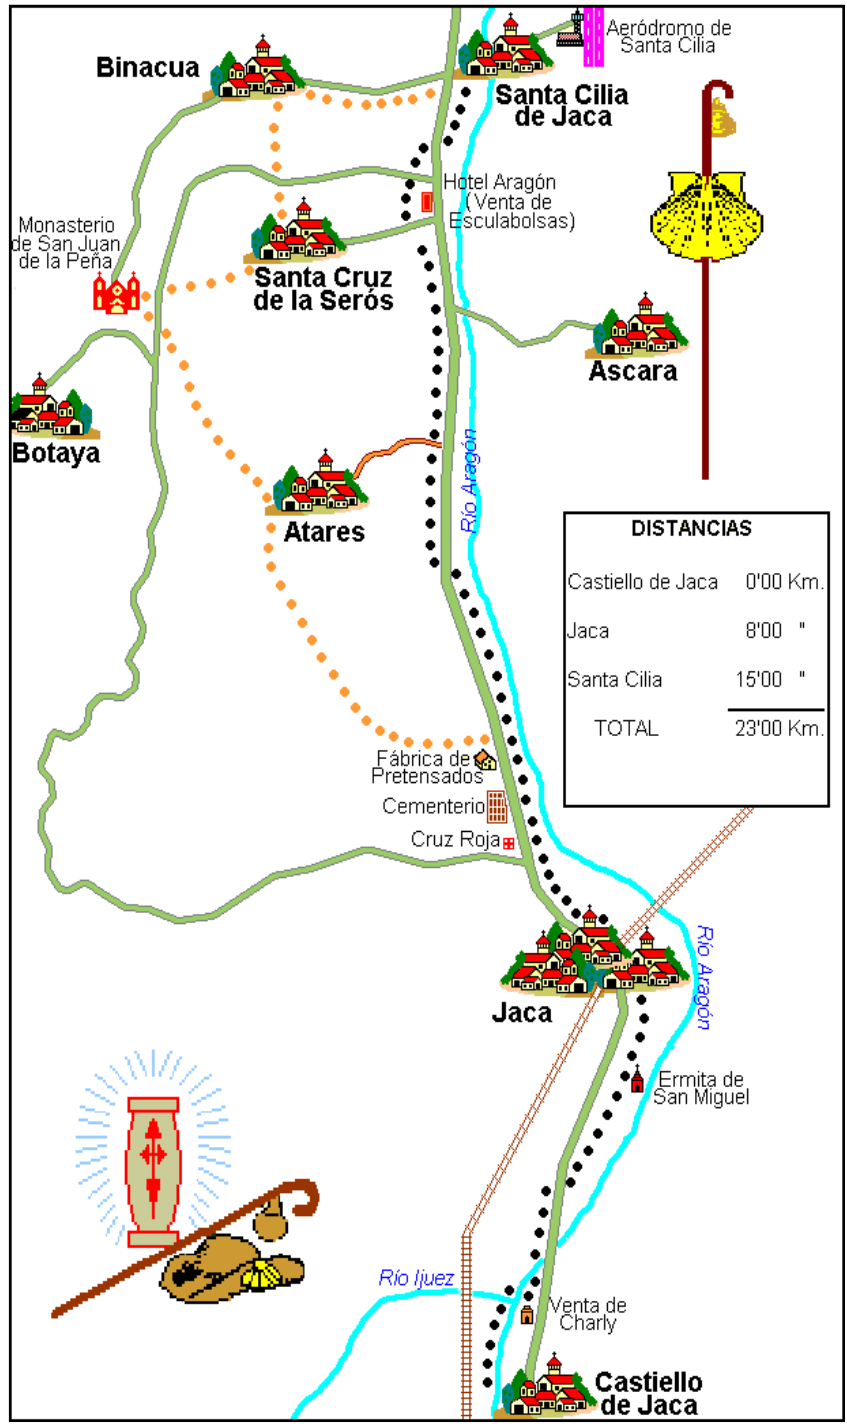 Aeródromo de
Santa Cilia
Binacua
Santa Cilia
de Jaca
Hotel Aragón
(Venta de
Esculabolsas)
Monasterio
de San Juan
de la Peña
Santa Cruz
de la Serós
Ascara
Botaya
Río Aragón
Atares
DISTANCIAS
Castiello de Jaca 0'00 Km.
Jaca 8'00 "
Santa Cilia 15'00 "
TOTAL 23'00 Km.
Fábrica de
Pretensados
Cementerio
Cruz Roja
Río Aragón
Jaca
Ermita de
San Miguel
Río Ijuez
Venta de
Charly
Castiello
de Jaca